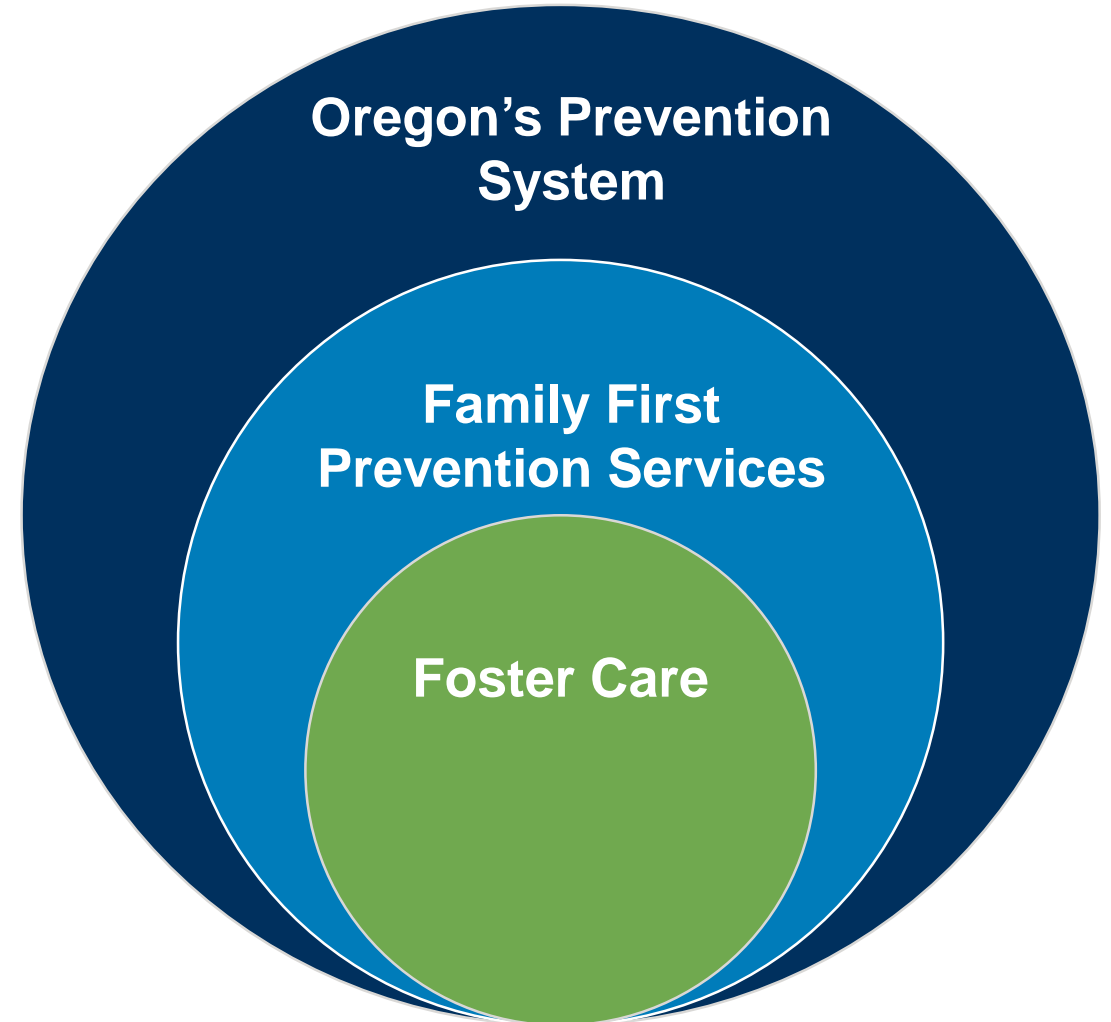 Oregon’s Prevention
System
Family First
Prevention Services
Foster Care